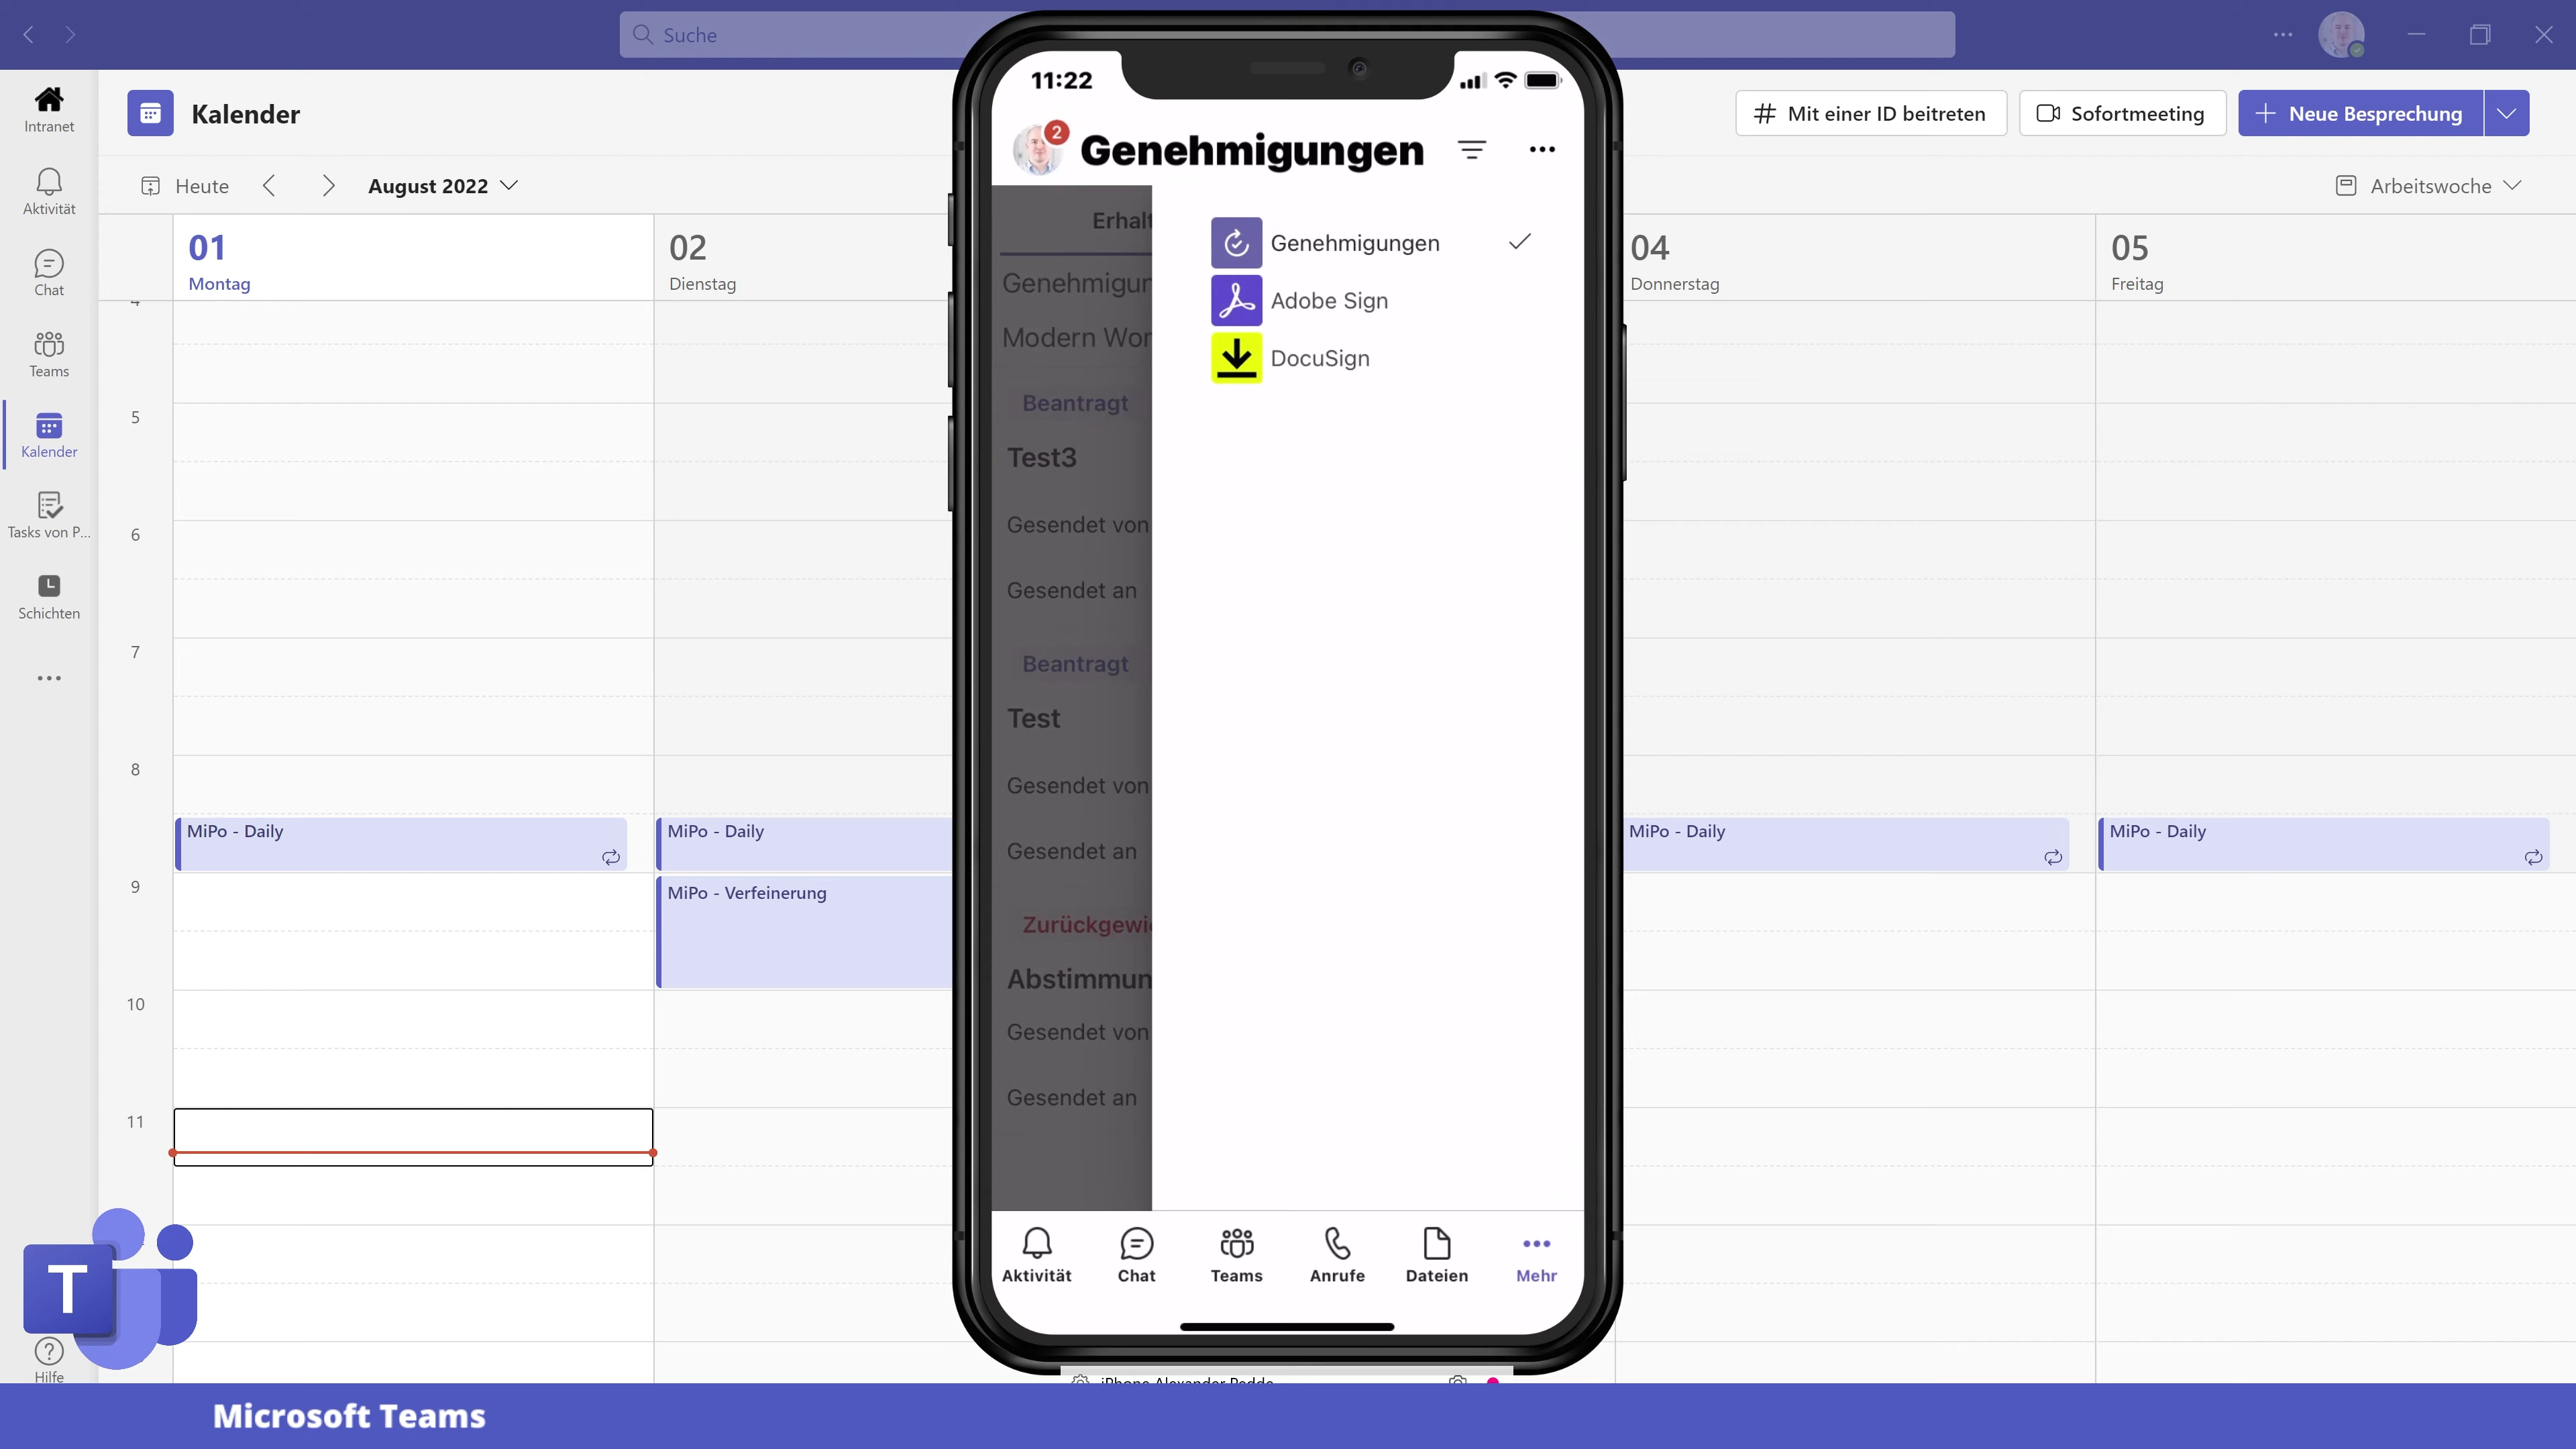 Suche
Intranet
Aktivität
Chat
Teams
Kalender
Tasks von P...
Schichten
Hilfe
Kalender
# Mit einer ID beitreten
Sofortmeeting
+ Neue Besprechung
Heute
August 2022
Arbeitswoche
01
Montag
02
Dienstag
04
Donnerstag
05
Freitag
4
5
6
7
8
9
10
11
MiPo - Daily
MiPo - Daily
MiPo - Verfeinerung
MiPo - Daily
MiPo - Daily
11:22
2
Genehmigungen
Erhalt
Genehmigun
Modern Wor
Beantragt
Test3
Gesendet von
Gesendet an
Beantragt
Test
Gesendet von
Gesendet an
Zurückgewi
Abstimmun
Gesendet von
Gesendet an
Genehmigungen
Adobe Sign
DocuSign
Aktivität
Chat
Teams
Anrufe
Dateien
Mehr
iPhone Alexander
T
Microsoft Teams